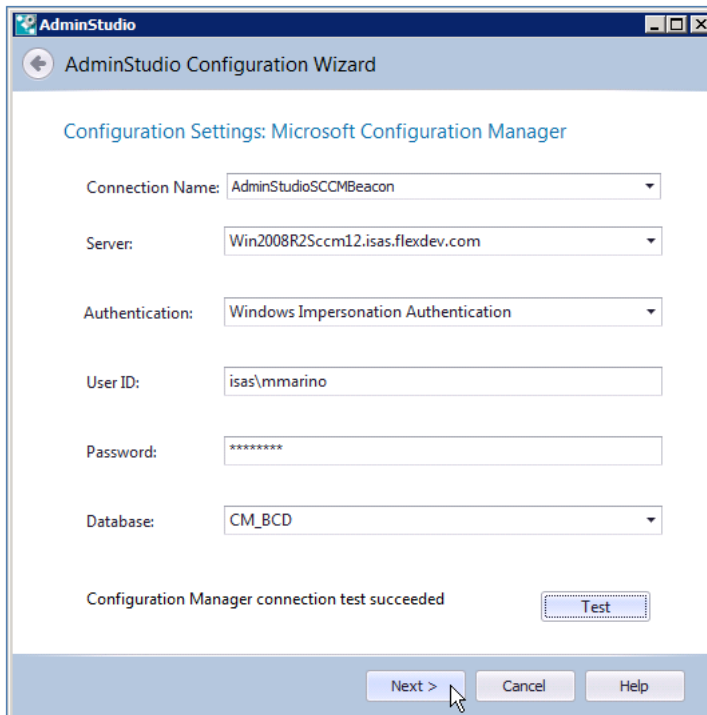 AdminStudio
AdminStudio Configuration Wizard
Configuration Settings: Microsoft Configuration Manager
Connection Name: AdminStudioSCCMBeacon
Server: Win2008R2Sccm12.isas.flexdev.com
Authentication: Windows Impersonation Authentication
User ID: isas\mmarino
Password: ********
Database: CM_BCD
Configuration Manager connection test succeeded Test
Next > Cancel Help